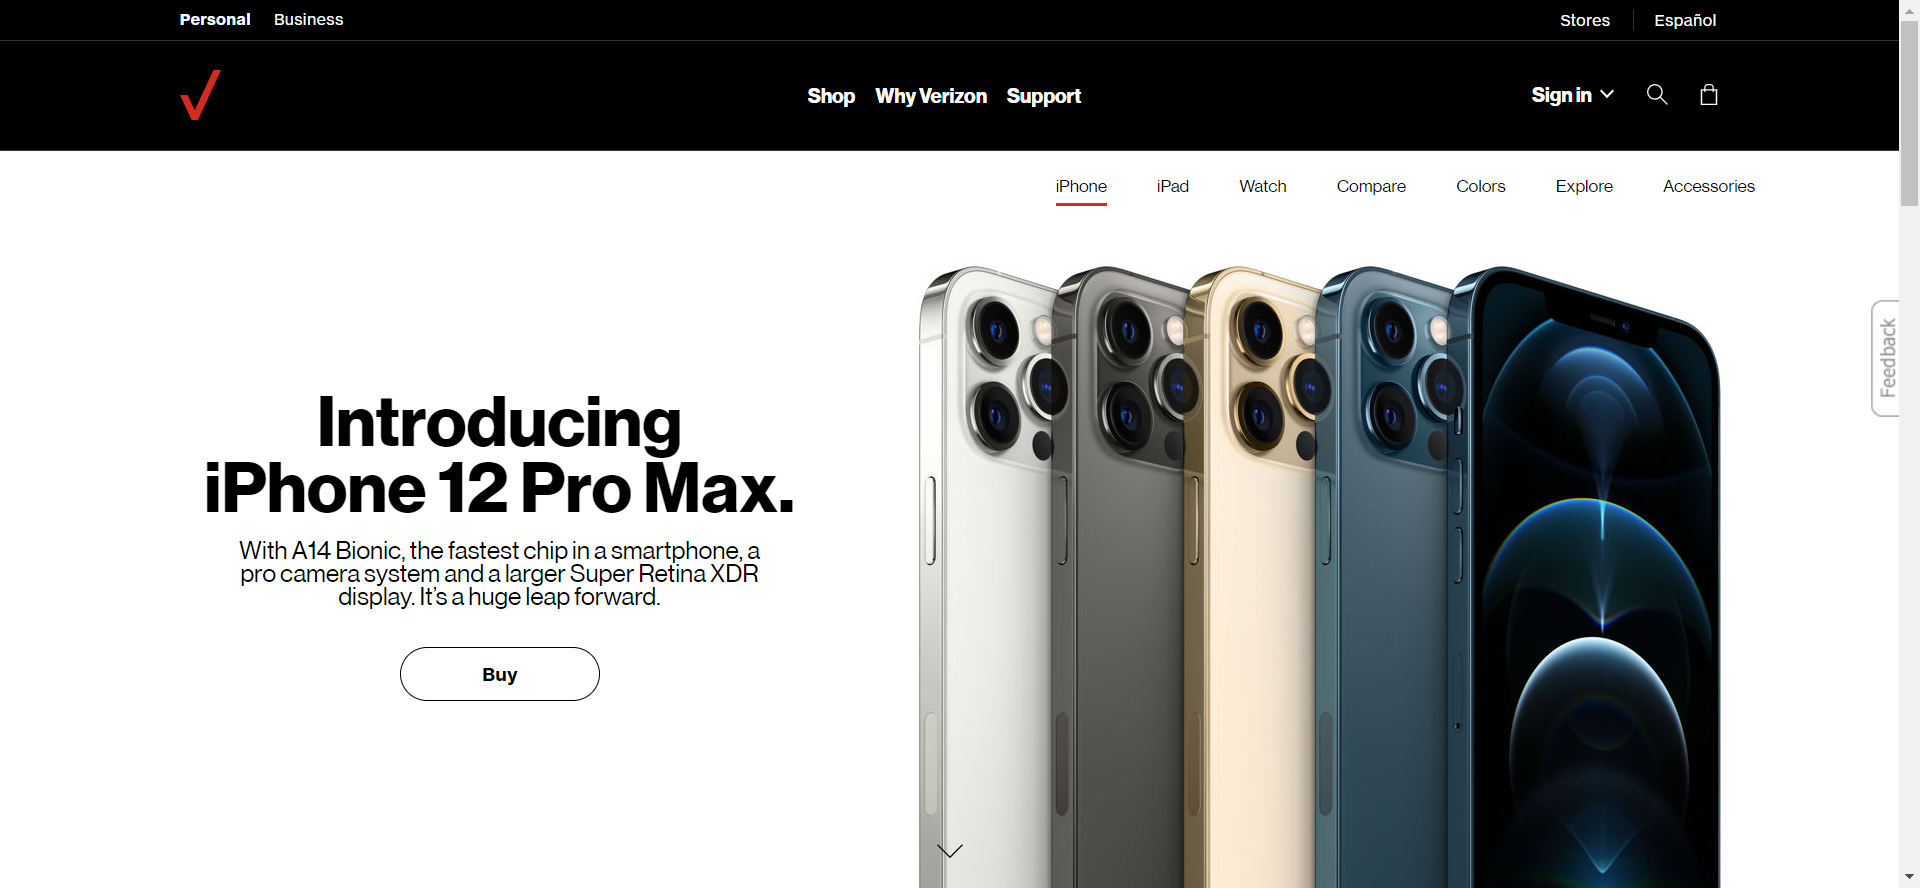 Personal Business Stores Español
Shop Why Verizon Support Sign in
iPhone iPad Watch Compare Colors Explore Accessories
Feedback
Introducing
iPhone 12 Pro Max.
With A14 Bionic, the fastest chip in a smartphone, a
pro camera system and a larger Super Retina XDR
display. It's a huge leap forward.
Buy